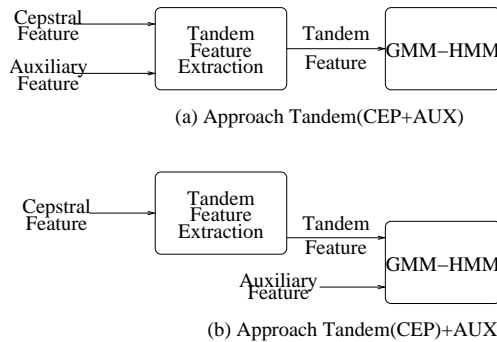 Cepstral
Feature
Auxiliary
Feature
Tandem
Feature
Extraction
Tandem
Feature
GMM−HMM
(a) Approach Tandem(CEP+AUX)
Cepstral
Feature
Tandem
Feature
Extraction
Tandem
Feature
Auxiliary
Feature
GMM−HMM
(b) Approach Tandem(CEP)+AUX